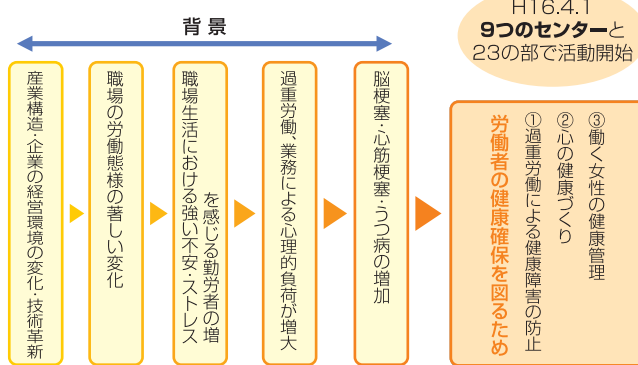 背景
H16.4.1
9つのセンターと
23の部で活動開始
産業構造・企業の経営環境の変化・技術革新
職場の労働態様の著しい変化
職場生活における強い不安・ストレス
を感じる勤労者の増
過重労働、業務による心理的負荷が増大
脳梗塞・心筋梗塞・うつ病の増加
③働く女性の健康管理
②心の健康づくり
①過重労働による健康障害の防止
労働者の健康確保を図るため